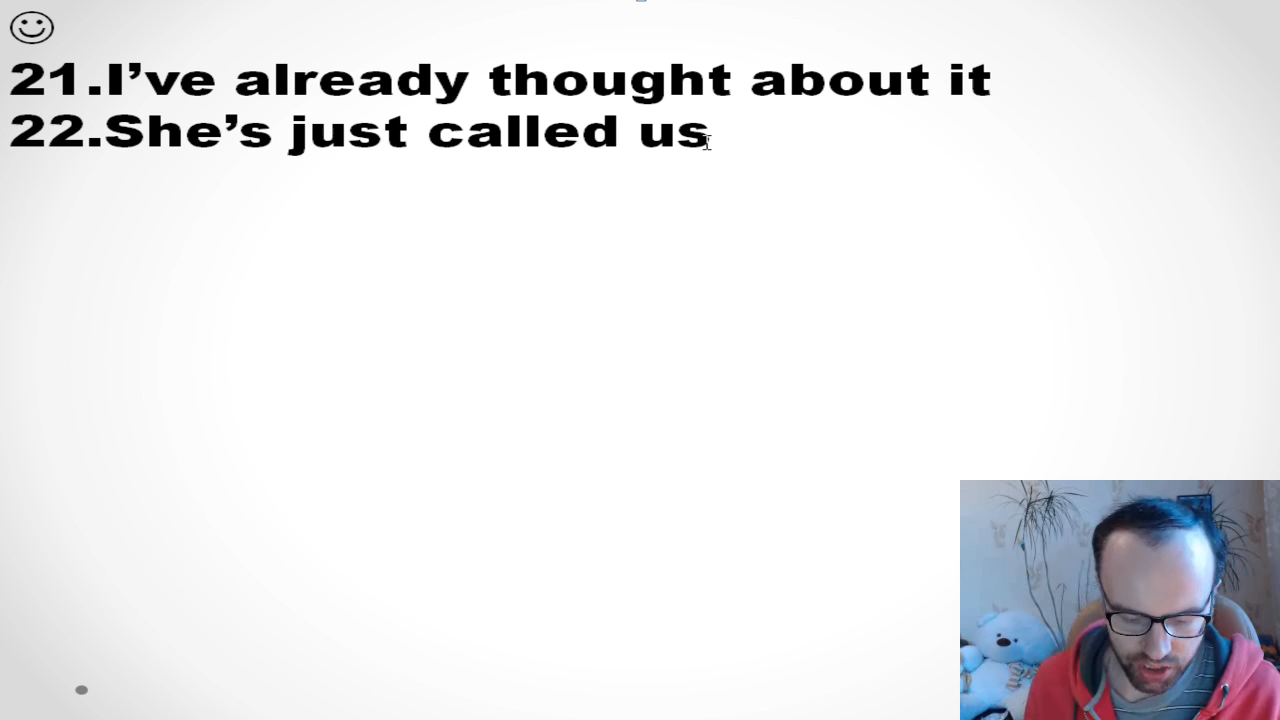 21.I’ve already thought about it
22.She’s just called us